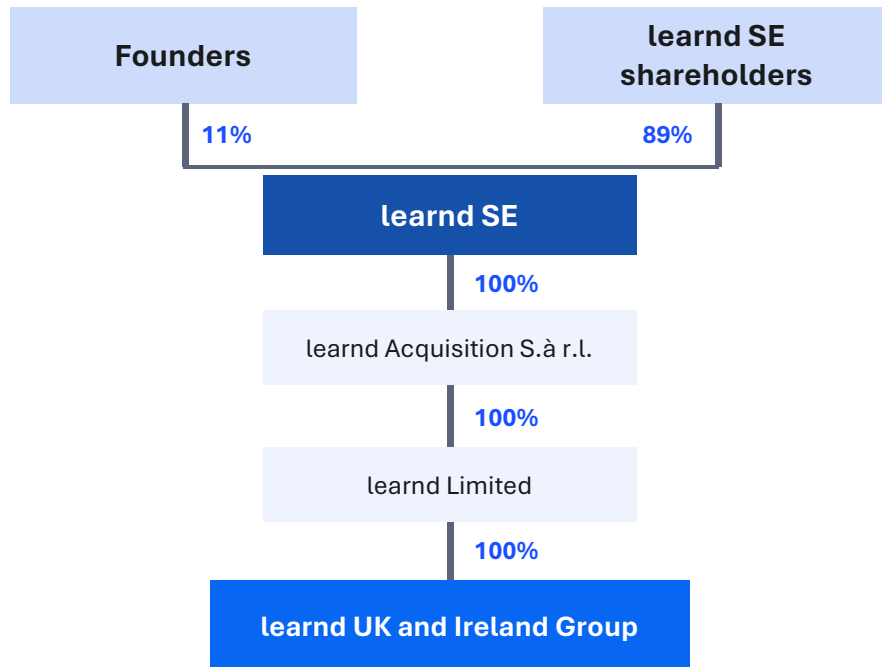 Founders
learnd SE
shareholders
11%
89%
learnd SE
100%
learnd Acquisition S.à r.l.
100%
learnd Limited
100%
learnd UK and Ireland Group